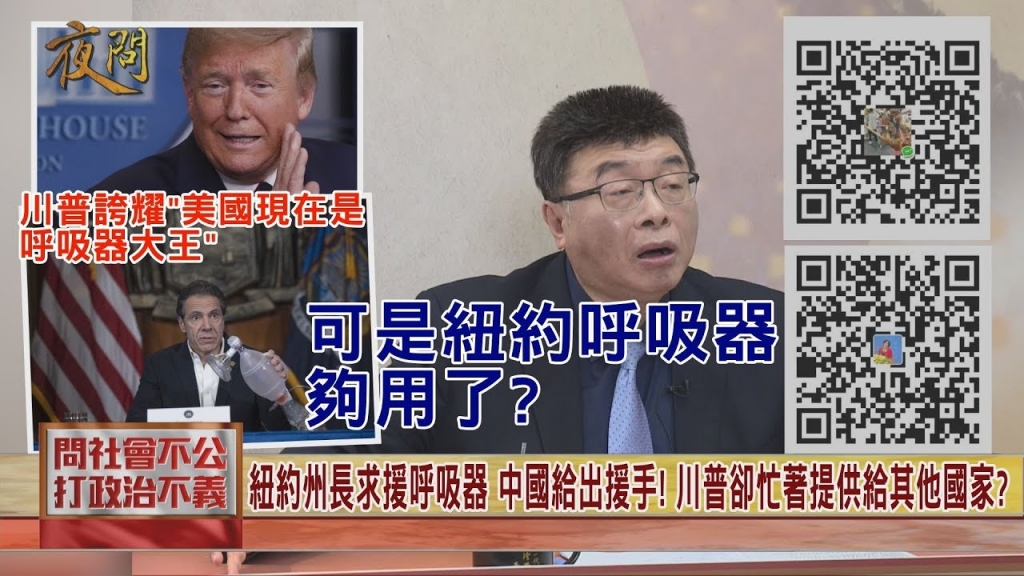 夜問
HOUSE
ON
川普誇耀"美國現在是
呼吸器大王"
可是紐約呼吸器
夠用了?
問社會不公
打政治不義
紐約州長求援呼吸器 中國給出援手! 川普卻忙著提供給其他國家?